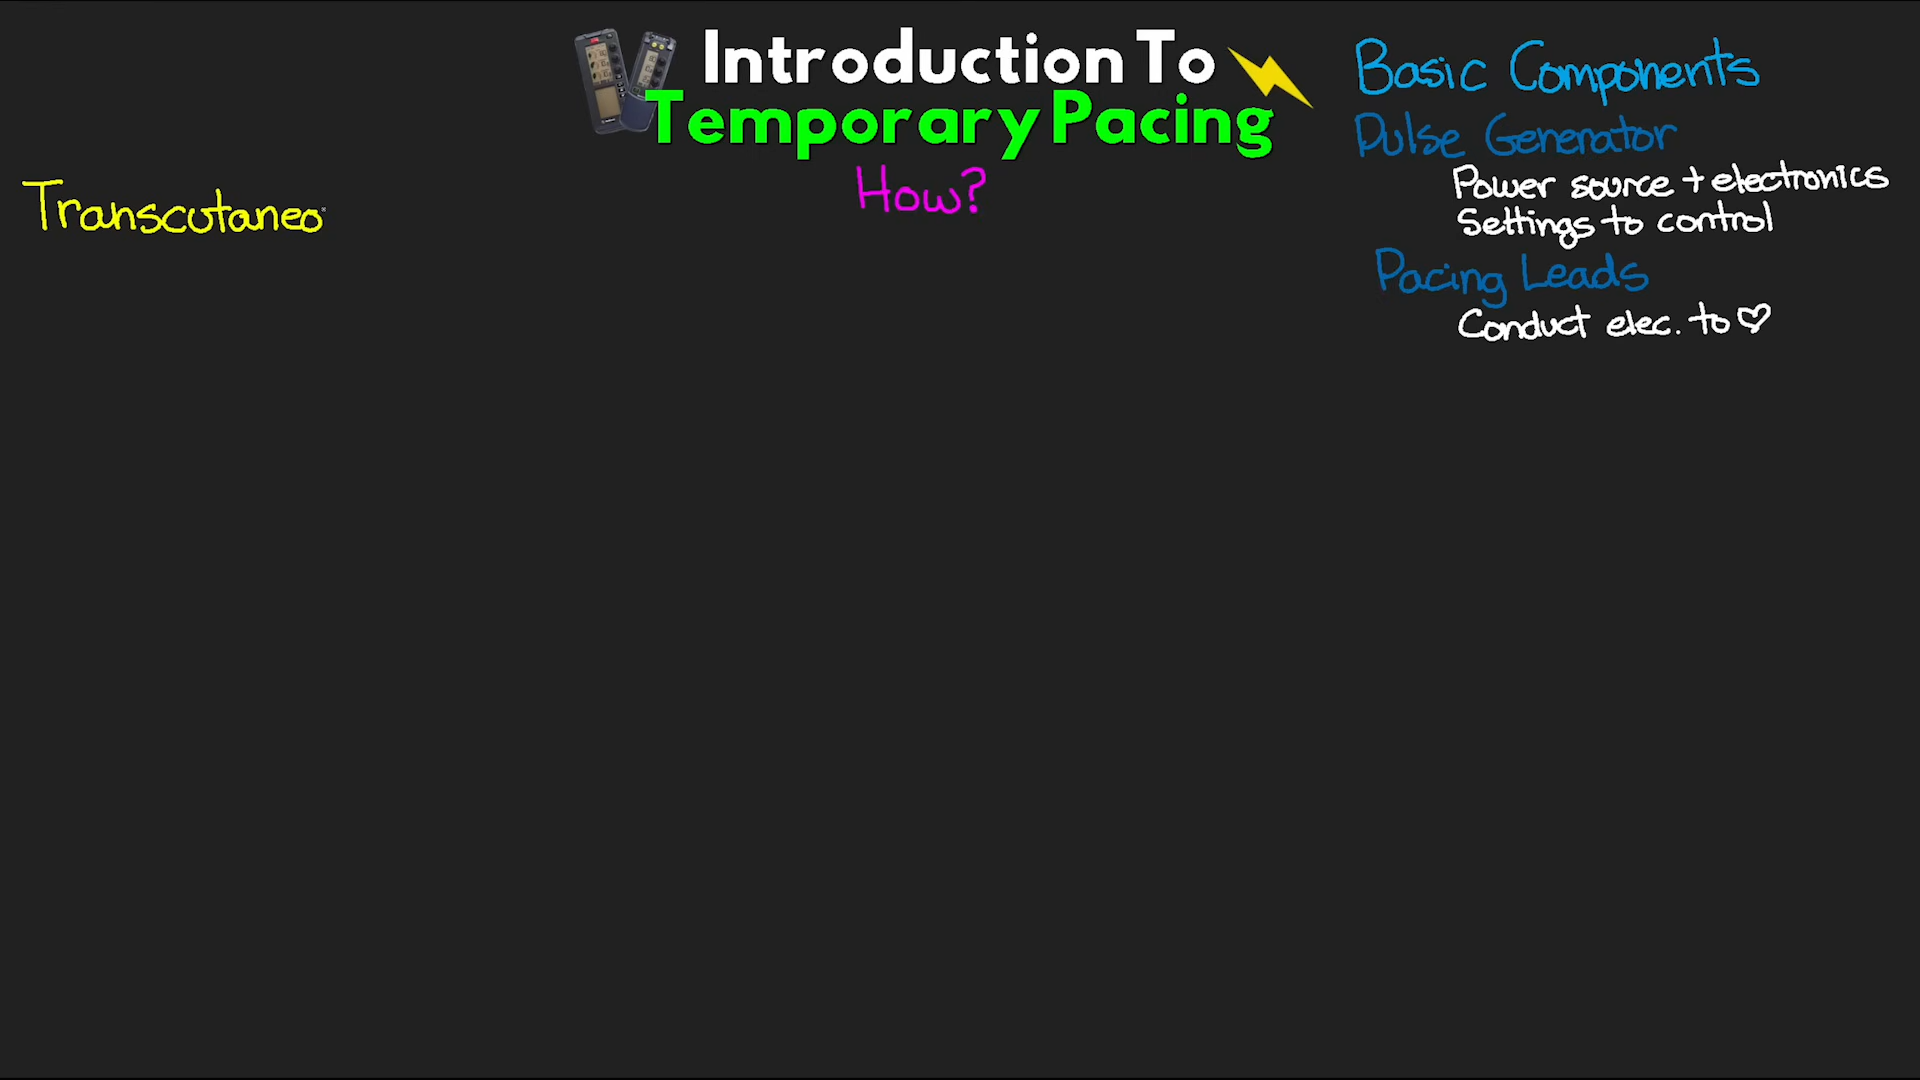 Introduction To
Temporary Pacing
How?
Transcutaneo
Basic Components
Pulse Generator
Power source + electronics
Settings to control
Pacing Leads
Conduct elec. to ♡